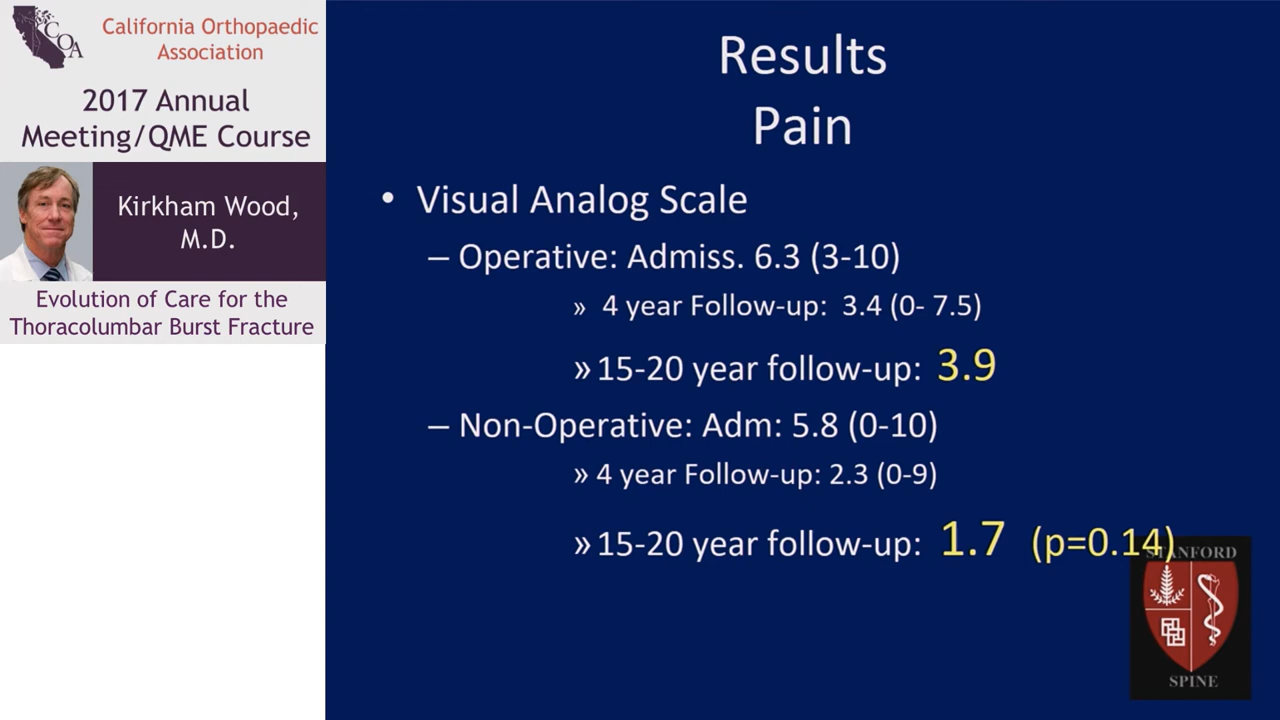 COA
California Orthopaedic
Association
2017 Annual
Meeting/QME Course
Kirkham Wood,
M.D.
Evolution of Care for the
Thoracolumbar Burst Fracture
Results
Pain
• Visual Analog Scale
– Operative: Admiss. 6.3 (3-10)
» 4 year Follow-up: 3.4 (0- 7.5)
» 15-20 year follow-up: 3.9
– Non-Operative: Adm: 5.8 (0-10)
» 4 year Follow-up: 2.3 (0-9)
» 15-20 year follow-up: 1.7 (p=0.14)
STANFORD
SPINE